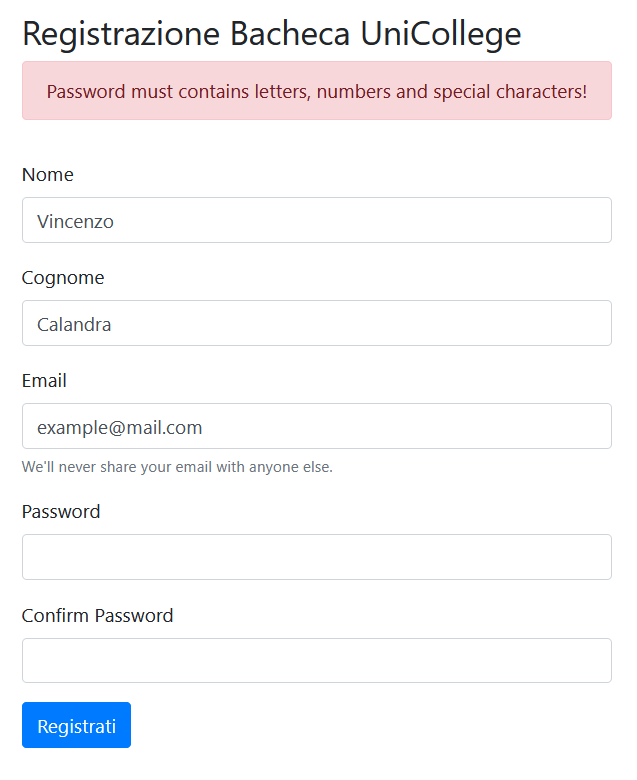 Registrazione Bacheca UniCollege
Password must contains letters, numbers and special characters!
Nome
Vincenzo
Cognome
Calandra
Email
example@mail.com
We'll never share your email with anyone else.
Password
Confirm Password
Registrati